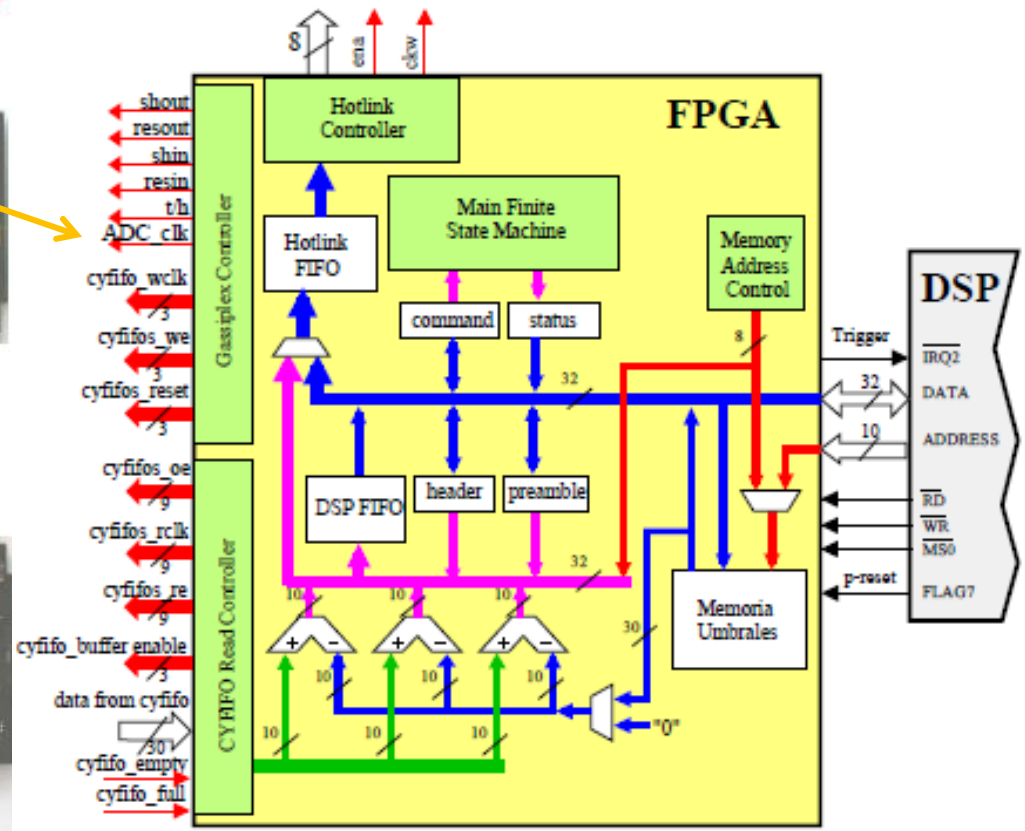 8
ena
ckw
FPGA
Hotlink
Controller
shout
resout
shin
resin
t/h
ADC_clk
cyfifo_wclk
3
cyfifos_we
3
cyfifos_reset
3
Gassiplex Controller
Hotlink
FIFO
Main Finite
State Machine
Memory
Address
Control
command
status
8
32
DSP
Trigger
IRQ2
32
DATA
10
ADDRESS
RD
WR
MS0
p-reset
FLAG7
cyfifos_oe
9
cyfifos_rclk
9
cyfifos_re
9
cyfifo_buffer enable
3
data from cyfifo
30
cyfifo_empty
cyfifo_full
CYFIFO Read Controller
DSP FIFO
header
preamble
32
10
10
10
+ −
+ −
+ −
Memoria
Umbrales
30
10
10
10
"0"
10
10
10